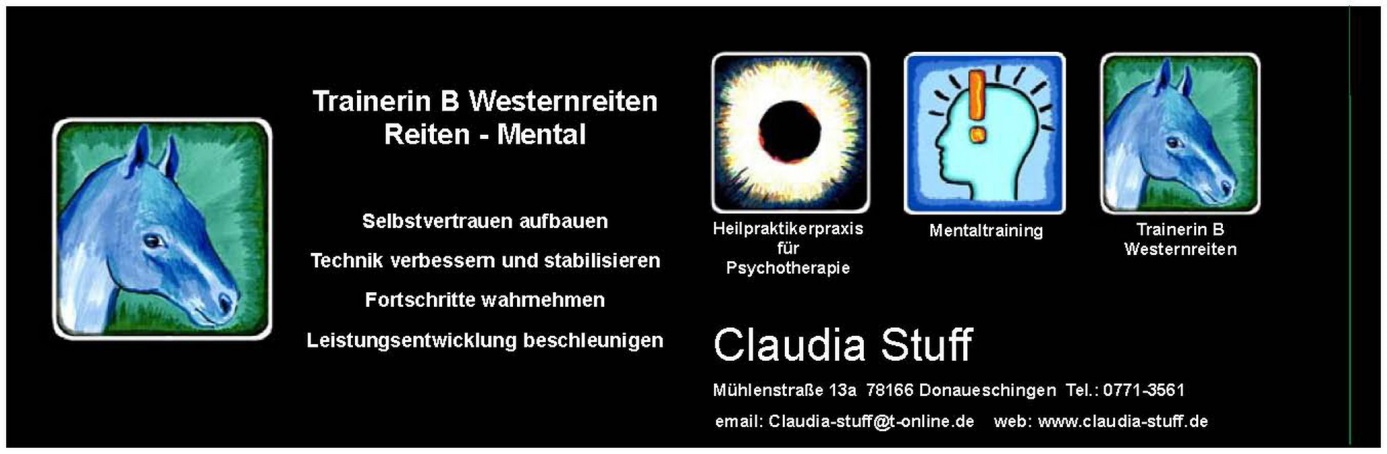 Trainerin B Westernreiten
Reiten - Mental
Selbstvertrauen aufbauen
Technik verbessern und stabilisieren
Fortschritte wahrnehmen
Leistungsentwicklung beschleunigen
Heilpraktikerpraxis
für
Psychotherapie
Mentaltraining
Trainerin B
Westernreiten
Claudia Stuff
Mühlenstraße 13a 78166 Donaueschingen Tel.: 0771-3561
email: Claudia-stuff@t-online.de web: www.claudia-stuff.de